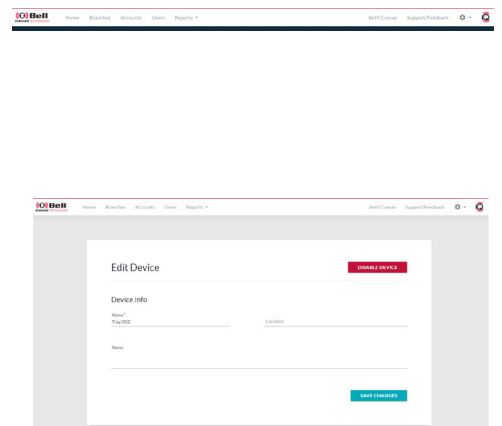 Bell
Home Branches Accounts Users Reports
Beth Cuevas Support/Feedback
Bell
Home Branches Accounts Users Reports
Beth Cuevas Support/Feedback
Edit Device
DISABLE DEVICE
Device Info
Name*
Tray 002
Location
Notes
SAVE CHANGES